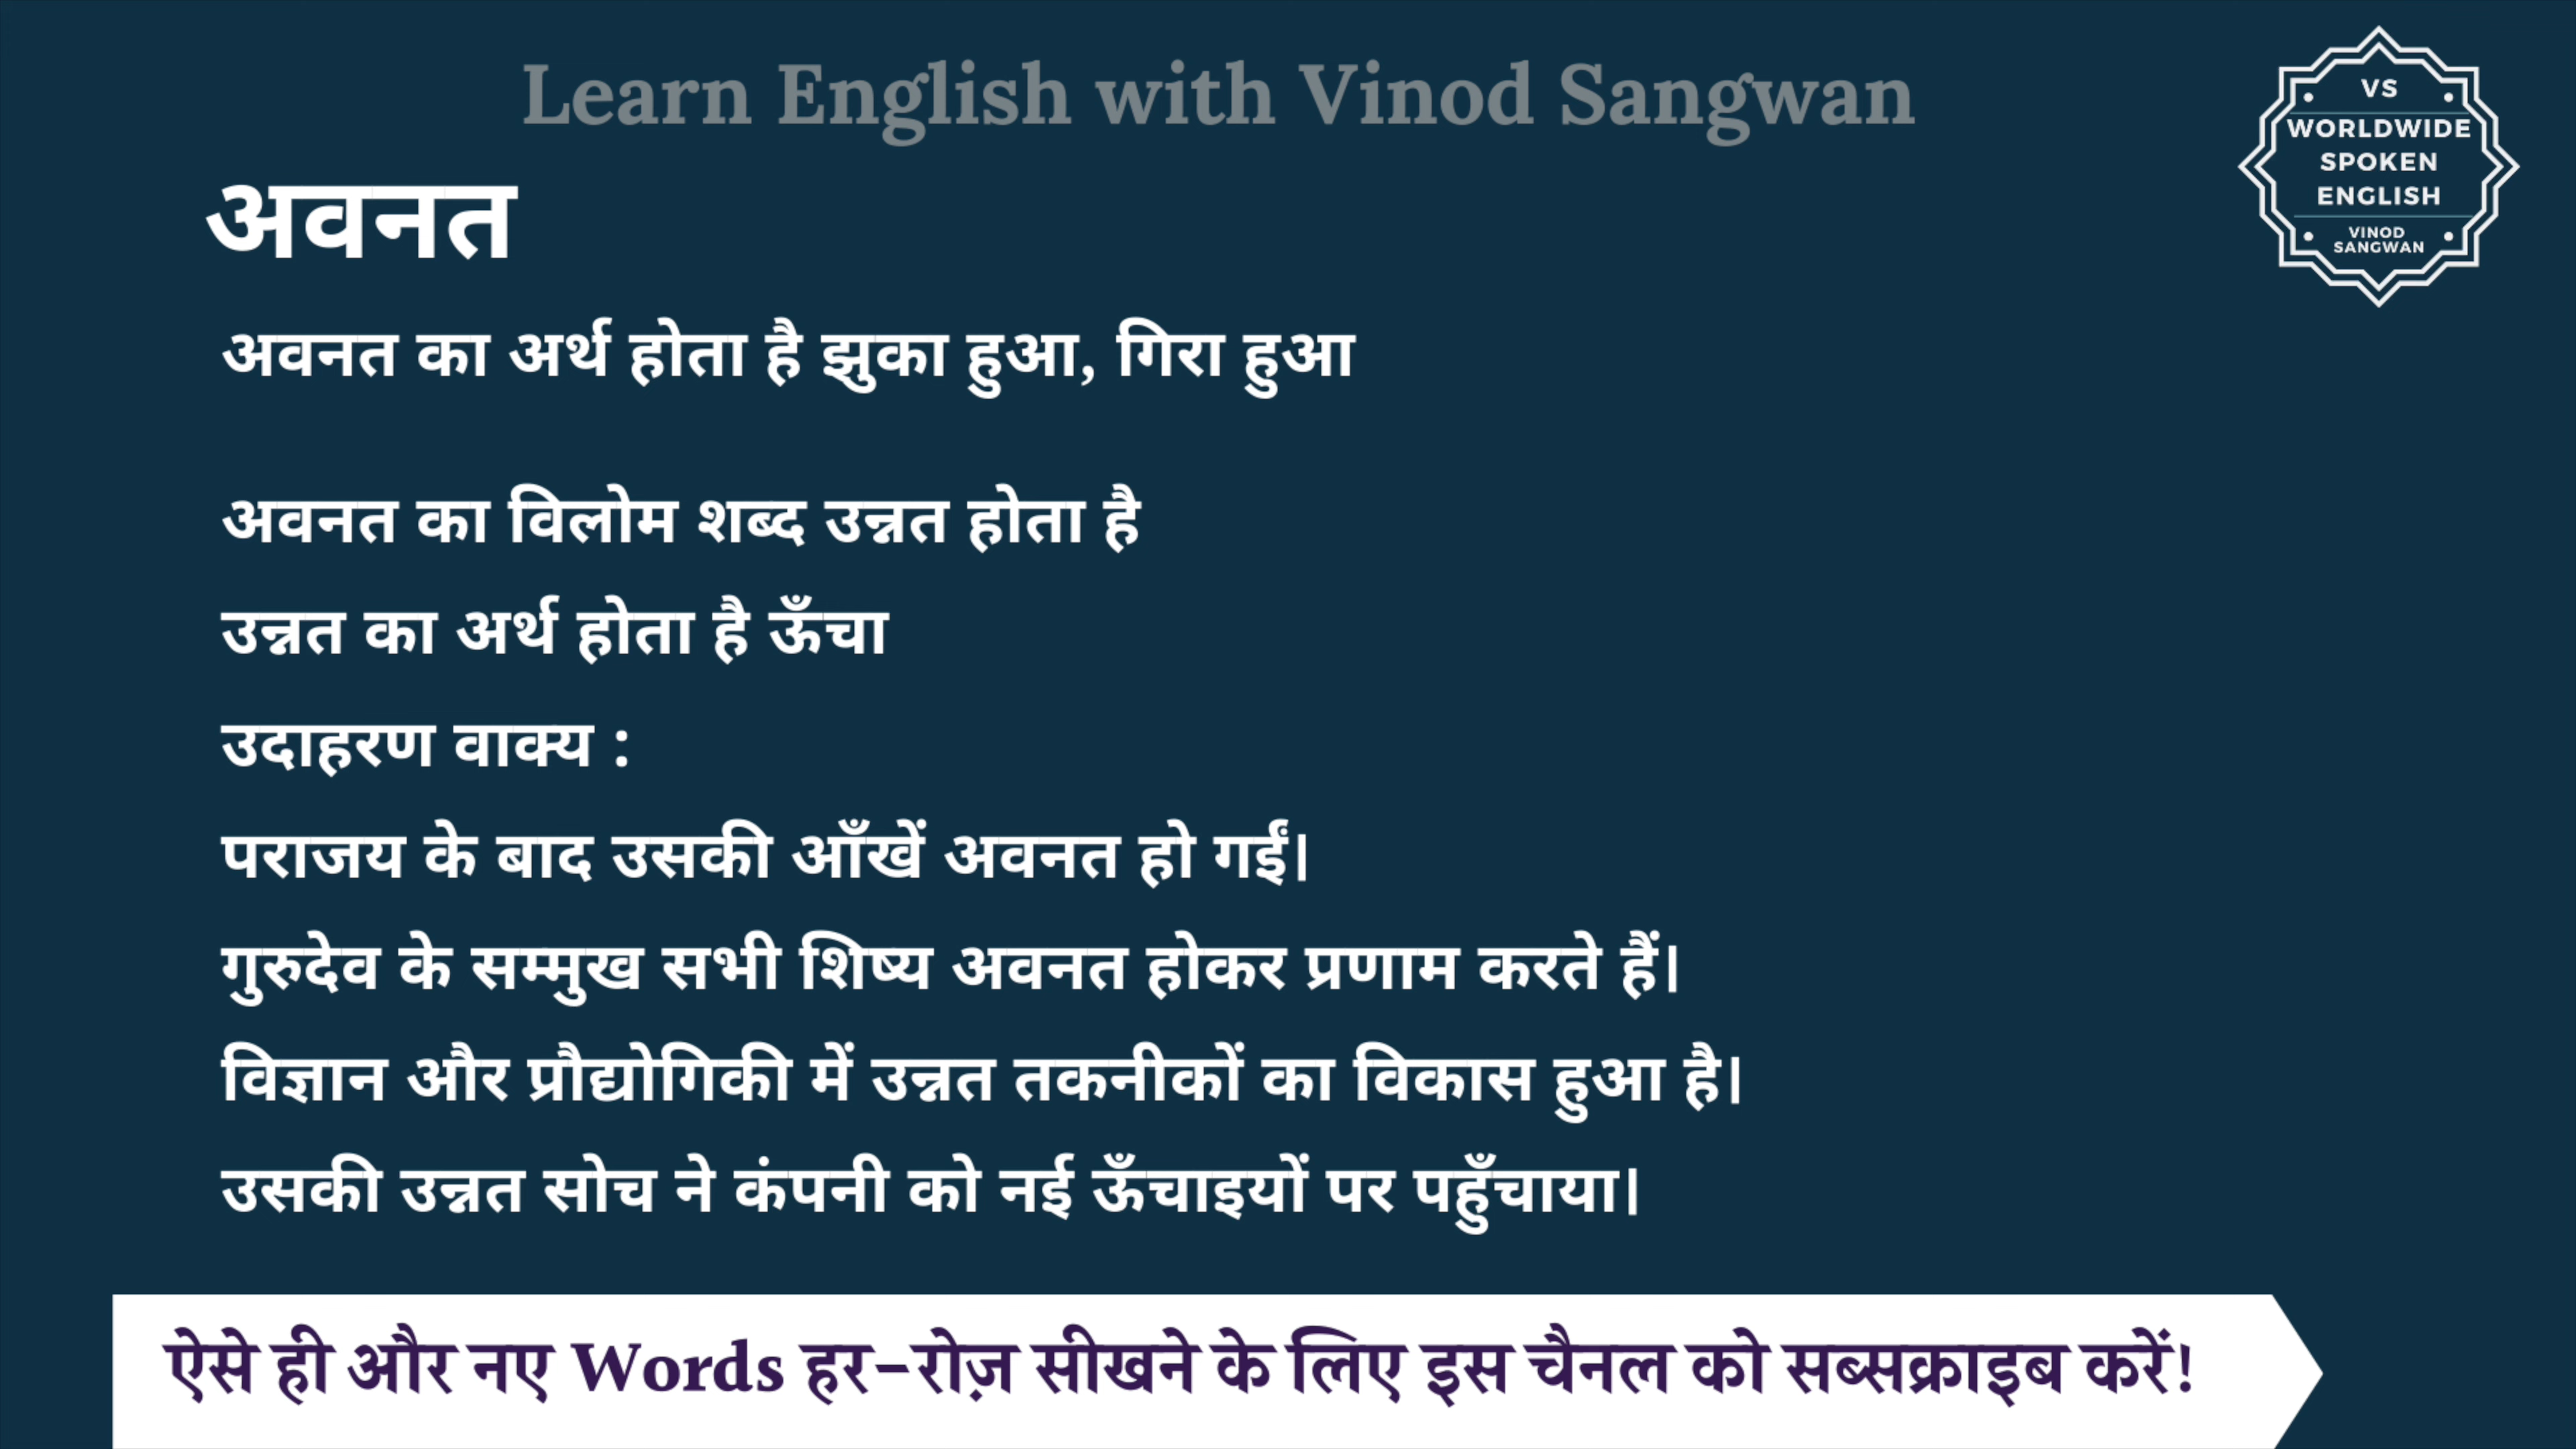 Learn English with Vinod Sangwan
VS
WORLDWIDE
SPOKEN
ENGLISH
VINOD
SANGWAN
अवनत
अवनत का अर्थ होता है झुका हुआ, गिरा हुआ
अवनत का विलोम शब्द उन्नत होता है
उन्नत का अर्थ होता है ऊँचा
उदाहरण वाक्य :
पराजय के बाद उसकी आँखें अवनत हो गईं।
गुरुदेव के सम्मुख सभी शिष्य अवनत होकर प्रणाम करते हैं।
विज्ञान और प्रौद्योगिकी में उन्नत तकनीकों का विकास हुआ है।
उसकी उन्नत सोच ने कंपनी को नई ऊँचाइयों पर पहुँचाया।
ऐसे ही और नए Words हर-रोज़ सीखने के लिए इस चैनल को सब्सक्राइब करें!